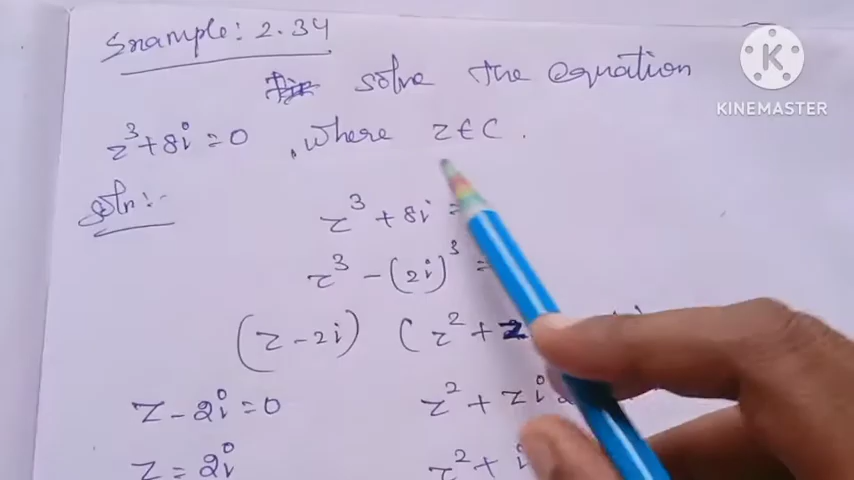 Example: 2.34
solve the equation
z³+8i=0, where z∈C.
soln:-
z³ + 8i =
z³ - (2i)³ =
(z-2i) (z² +
z - 2i = 0 z² + zi
z = 2i z² + i
KINEMASTER